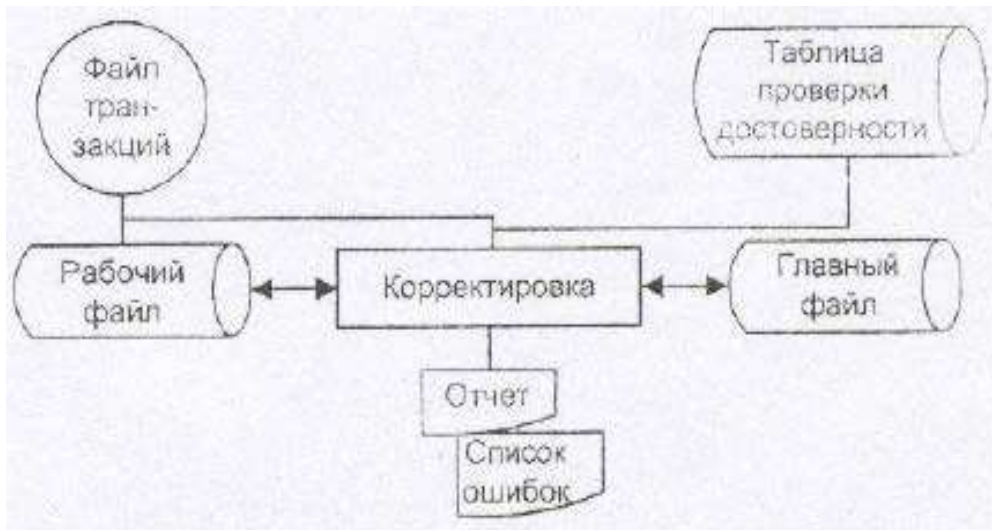 Файл
тран-
закций
Таблица
проверки
достоверности
Рабочий
файл
Корректировка
Главный
файл
Отчет
Список
ошибок